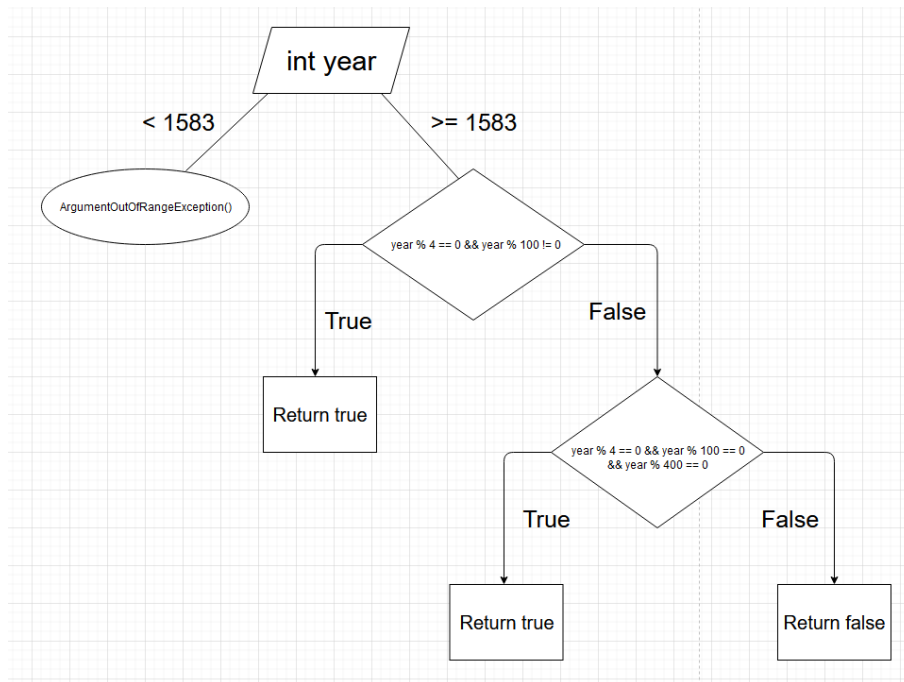 int year
< 1583
>= 1583
ArgumentOutOfRangeException()
year % 4 == 0 && year % 100 != 0
True
False
Return true
year % 4 == 0 && year % 100 == 0
&& year % 400 == 0
True
False
Return true
Return false